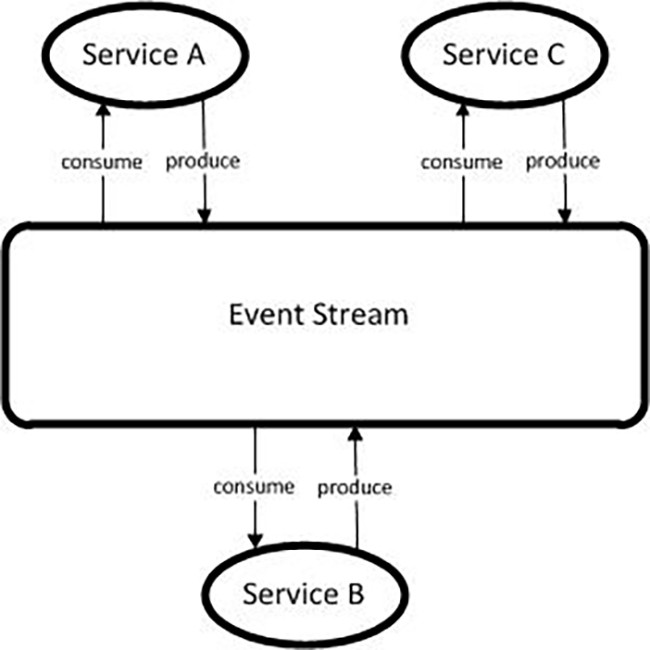 Service A
Service C
consume
produce
consume
produce
Event Stream
consume
produce
Service B